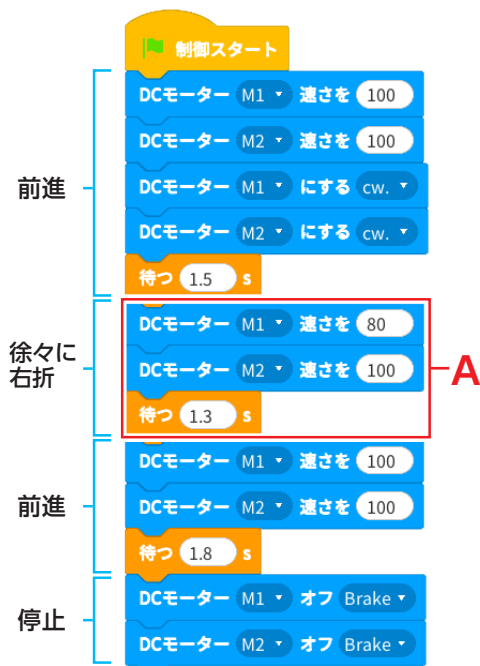 制御スタート
DCモーター M1 速さを 100
DCモーター M2 速さを 100
DCモーター M1 にする cw.
DCモーター M2 にする cw.
待つ 1.5 s
前進
DCモーター M1 速さを 80
DCモーター M2 速さを 100
待つ 1.3 s
徐々に
右折
A
DCモーター M1 速さを 100
DCモーター M2 速さを 100
待つ 1.8 s
前進
DCモーター M1 オフ Brake
DCモーター M2 オフ Brake
停止